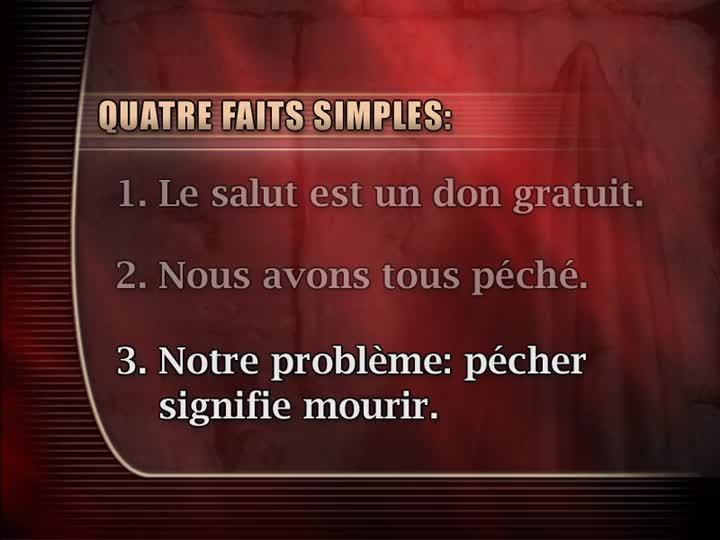 QUATRE FAITS SIMPLES:
1. Le salut est un don gratuit.
2. Nous avons tous péché.
3. Notre problème: pécher
signifie mourir.